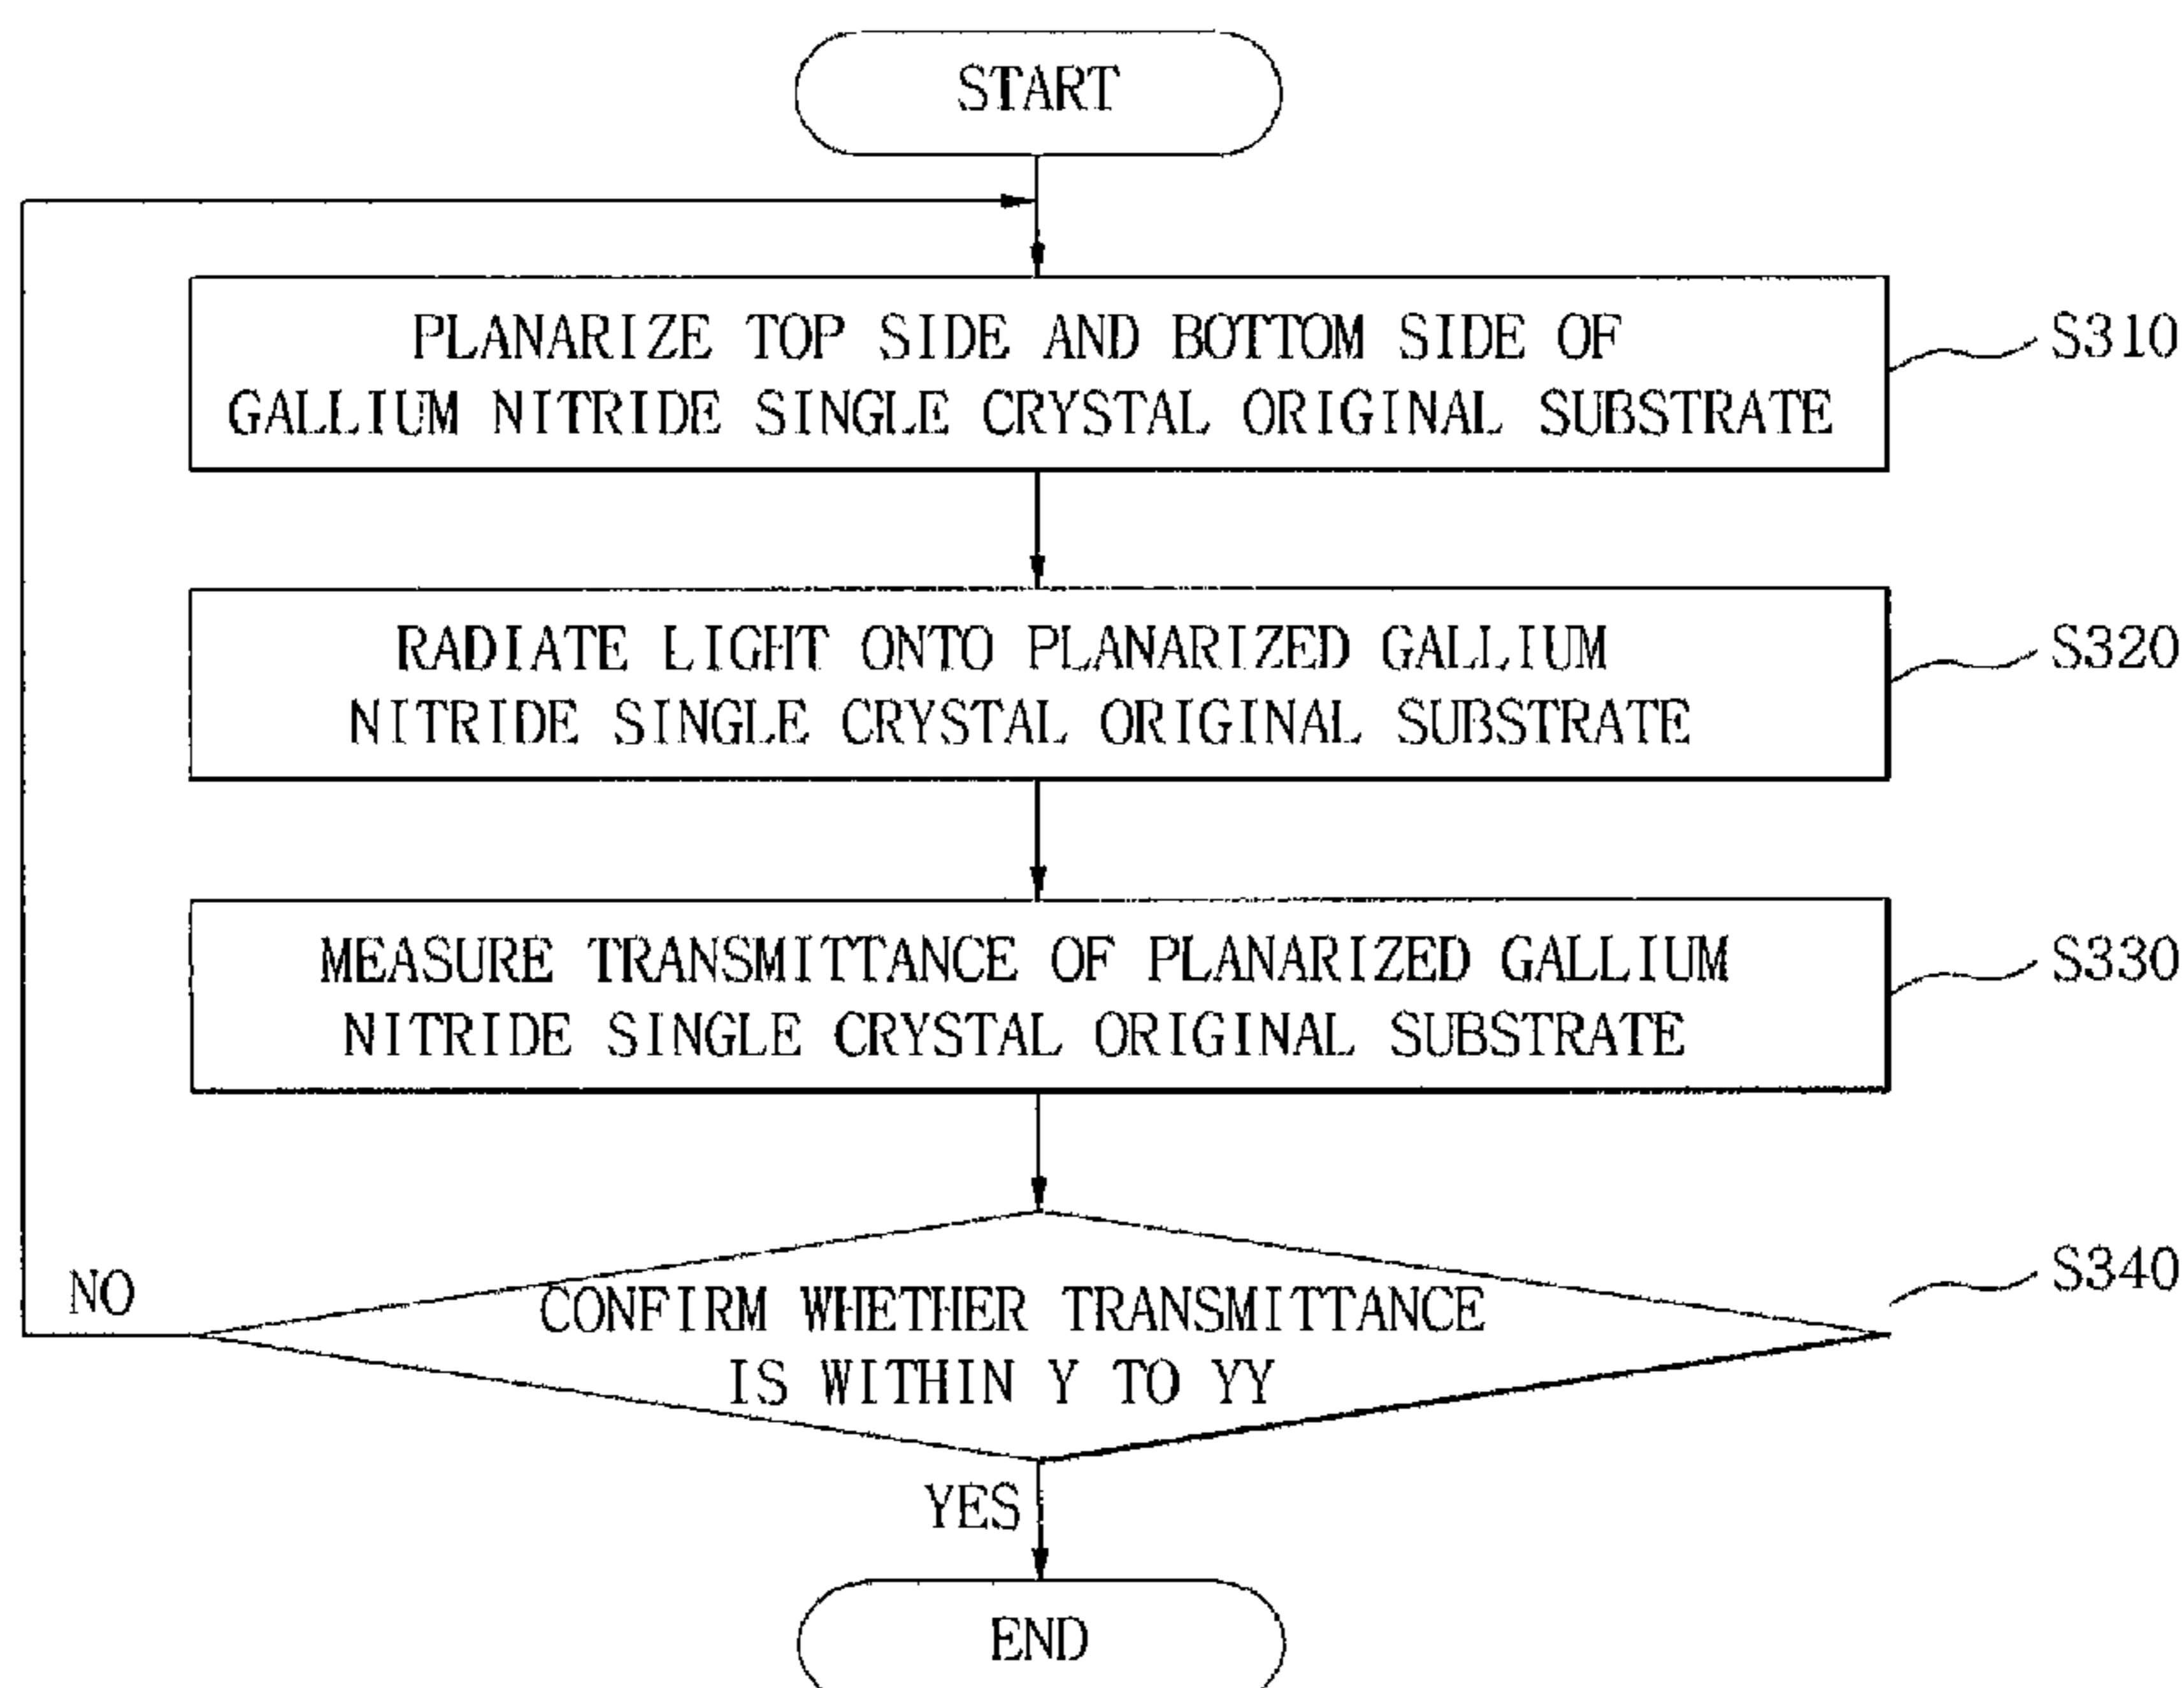 START
PLANARIZE TOP SIDE AND BOTTOM SIDE OF
GALLIUM NITRIDE SINGLE CRYSTAL ORIGINAL SUBSTRATE
S310
RADIATE LIGHT ONTO PLANARIZED GALLIUM
NITRIDE SINGLE CRYSTAL ORIGINAL SUBSTRATE
S320
MEASURE TRANSMITTANCE OF PLANARIZED GALLIUM
NITRIDE SINGLE CRYSTAL ORIGINAL SUBSTRATE
S330
CONFIRM WHETHER TRANSMITTANCE
IS WITHIN Y TO YY
S340
NO
YES
END